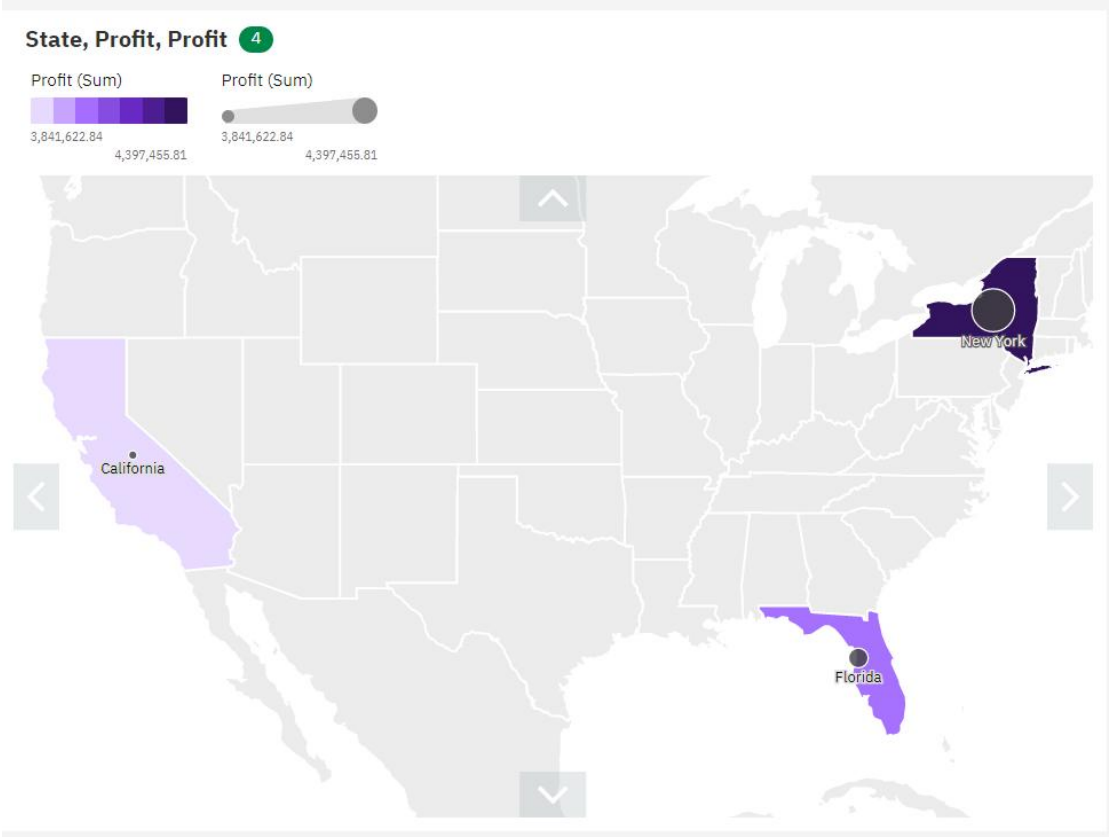 State, Profit, Profit 4
Profit (Sum)
3,841,622.84
4,397,455.81
Profit (Sum)
3,841,622.84
4,397,455.81
New York
California
Florida